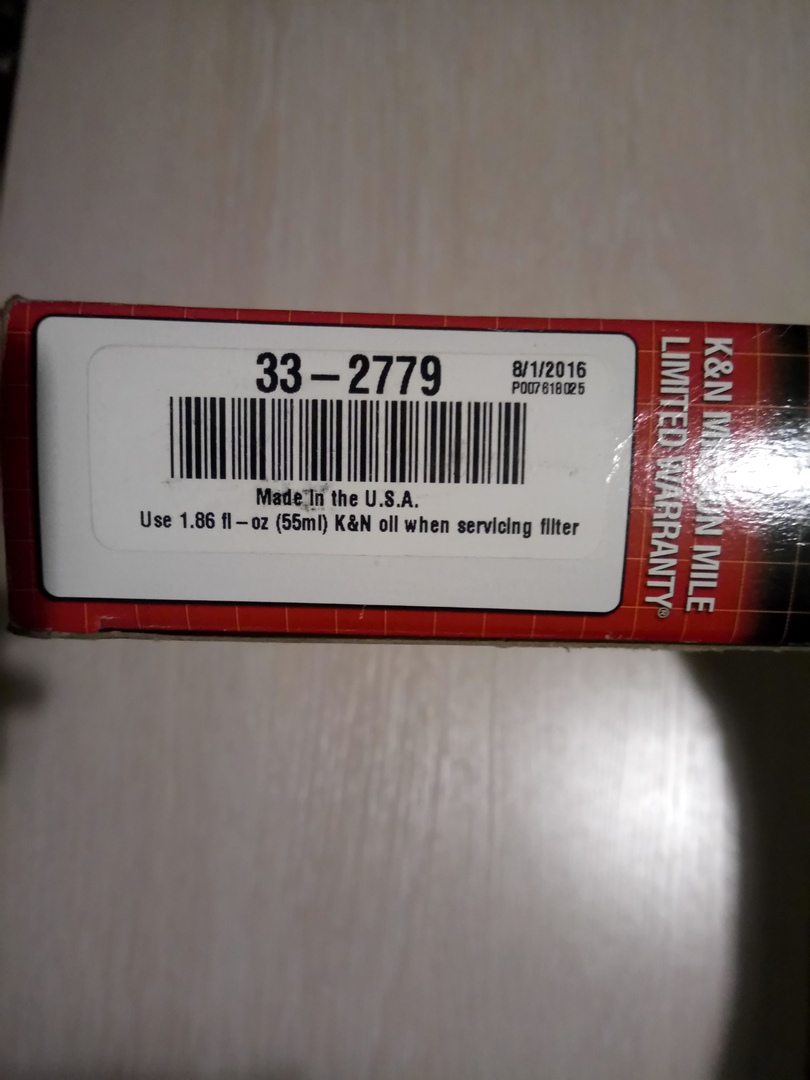 33-2779
8/1/2016
P007618025
Made in the U.S.A.
Use 1.86 fl-oz (55ml) K&N oil when servicing filter
K&N MILLION MILE
LIMITED WARRANTY®